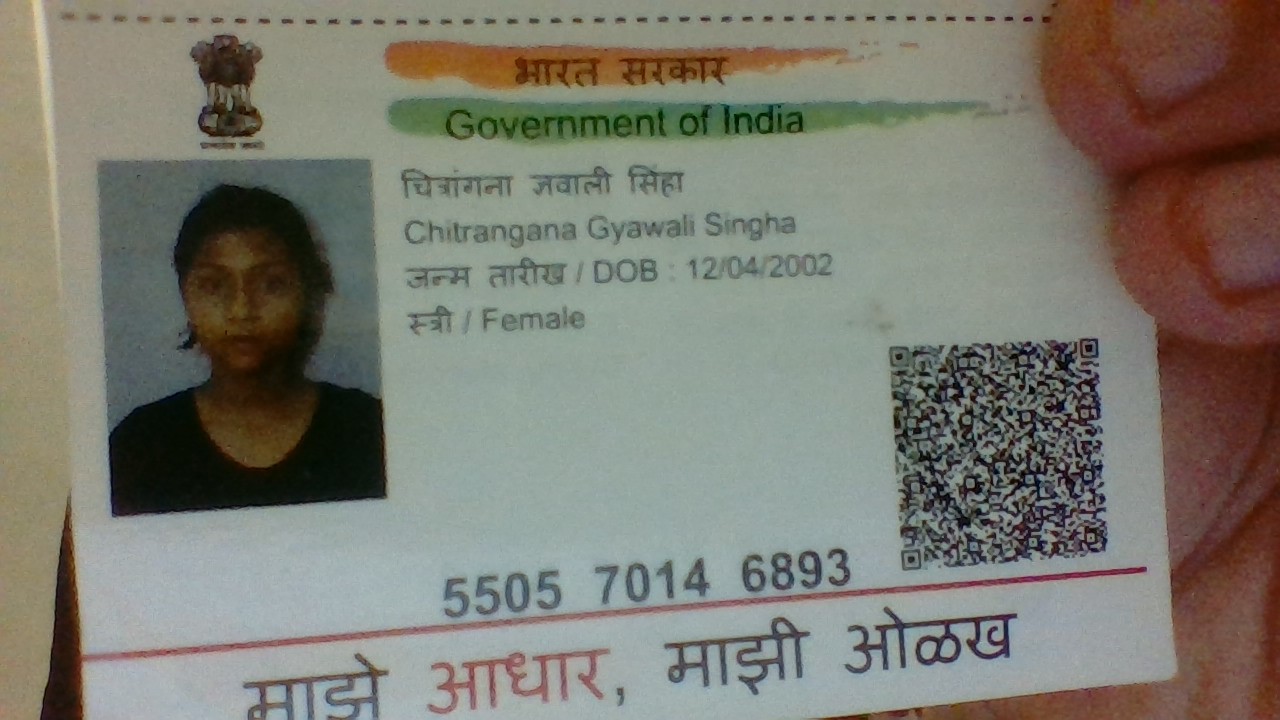 भारत सरकार
Government of India
चित्रांगना ज्ञवाली सिंहा
Chitrangana Gyawali Singha
जन्म तारीख / DOB : 12/04/2002
स्त्री / Female
5505 7014 6893
माझे आधार, माझी ओळख